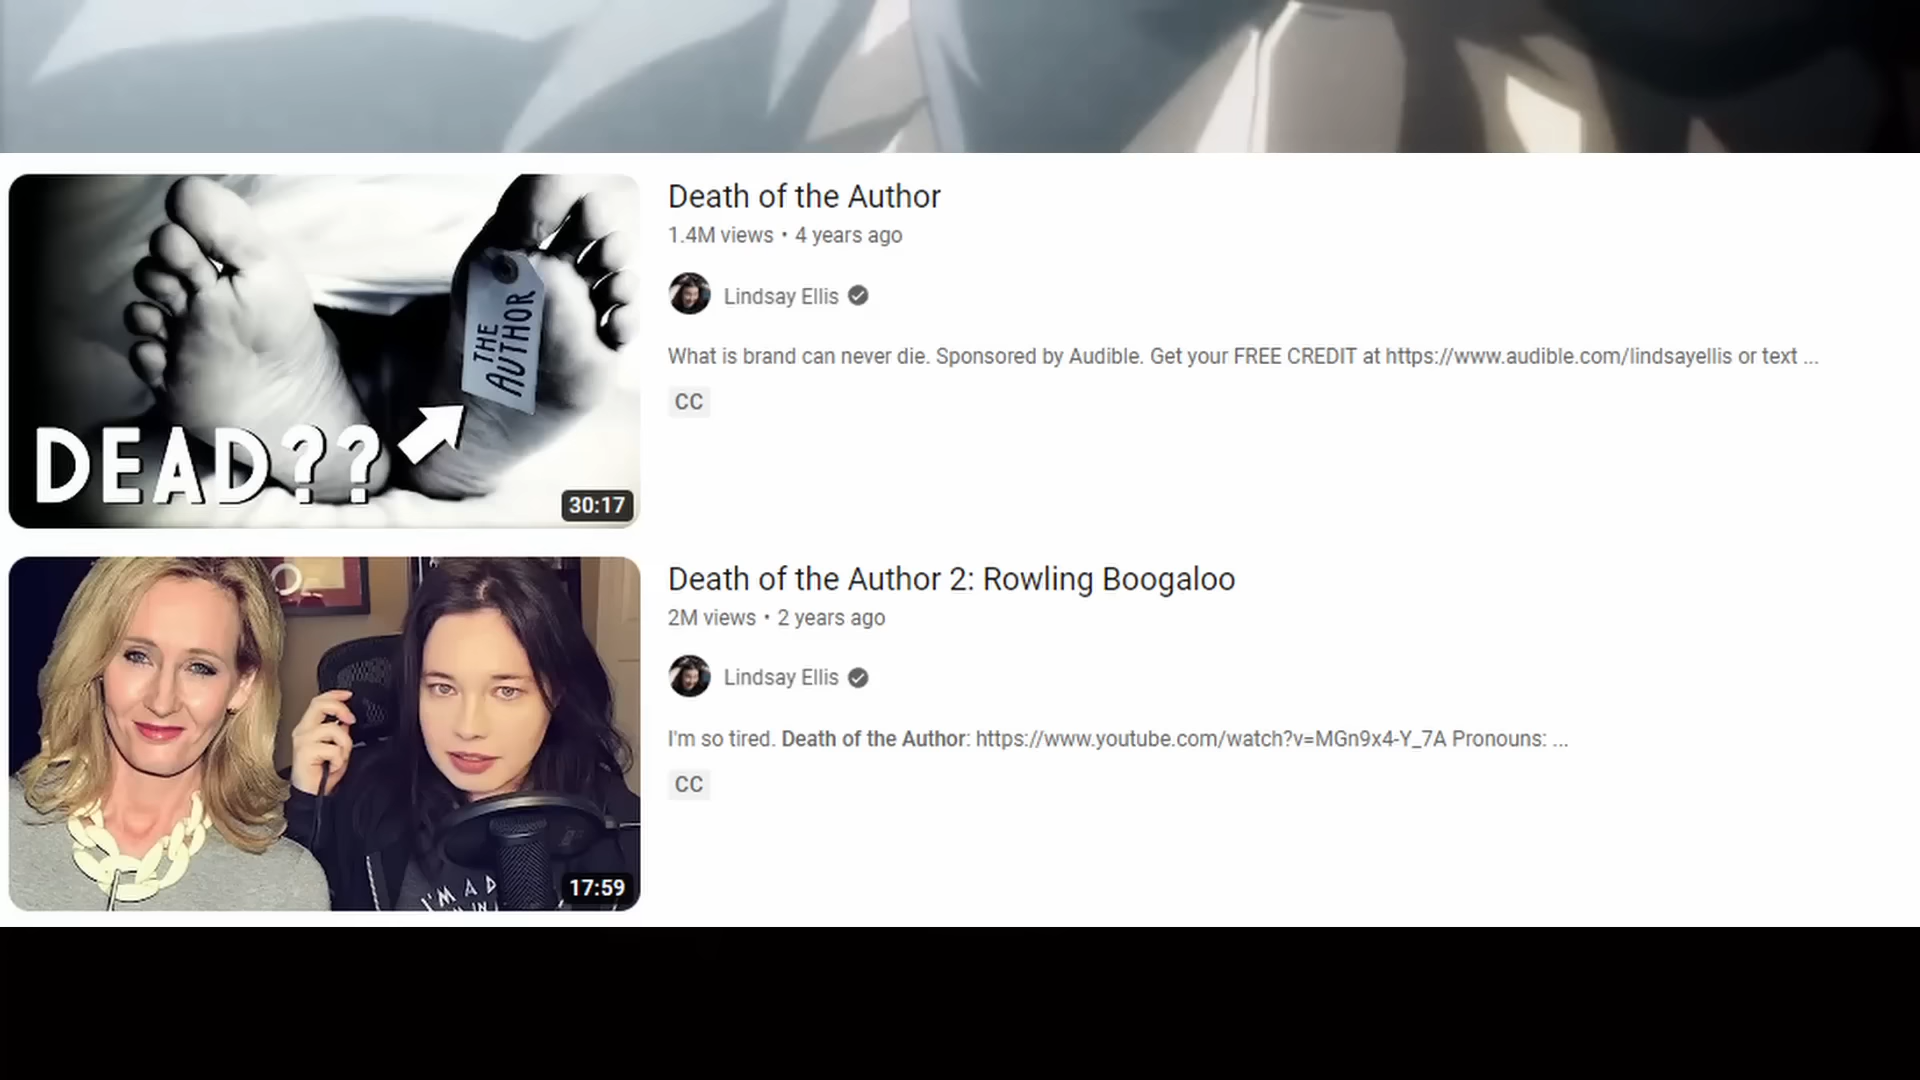 THE
AUTHOR
DEAD??
30:17
Death of the Author
1.4M views • 4 years ago
Lindsay Ellis
What is brand can never die. Sponsored by Audible. Get your FREE CREDIT at https://www.audible.com/lindsayellis or text ...
CC
I'M A D
17:59
Death of the Author 2: Rowling Boogaloo
2M views • 2 years ago
Lindsay Ellis
I'm so tired. Death of the Author: https://www.youtube.com/watch?v=MGn9x4-Y_7A Pronouns: ...
CC